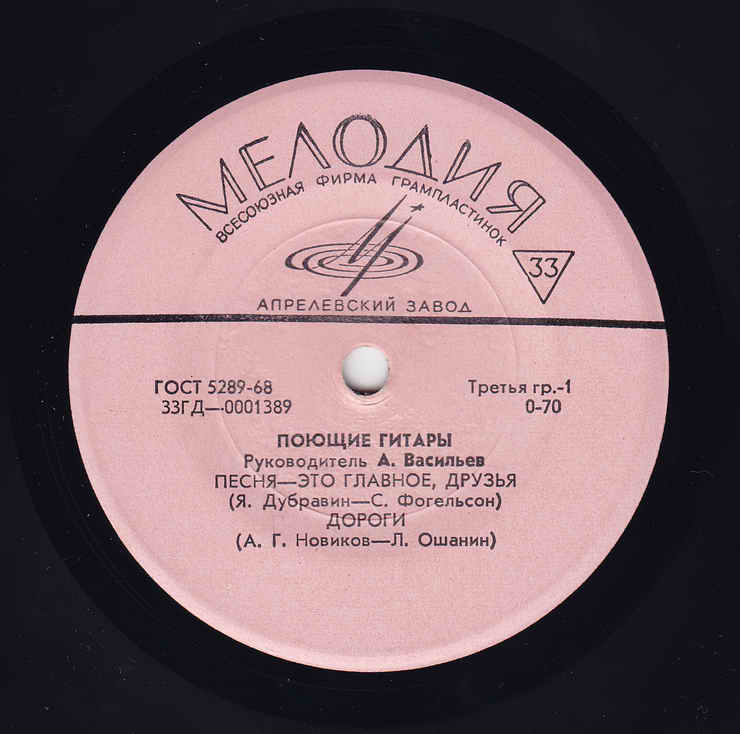 МЕЛОДИЯ
ВСЕСОЮЗНАЯ ФИРМА ГРАМПЛАСТИНОК
33
АПРЕЛЕВСКИЙ ЗАВОД
ГОСТ 5289-68 Третья гр.-1
33ГД—0001389 0-70
ПОЮЩИЕ ГИТАРЫ
Руководитель А. Васильев
ПЕСНЯ—ЭТО ГЛАВНОЕ, ДРУЗЬЯ
(Я. Дубравин—С. Фогельсон)
ДОРОГИ
(А. Г. Новиков—Л. Ошанин)